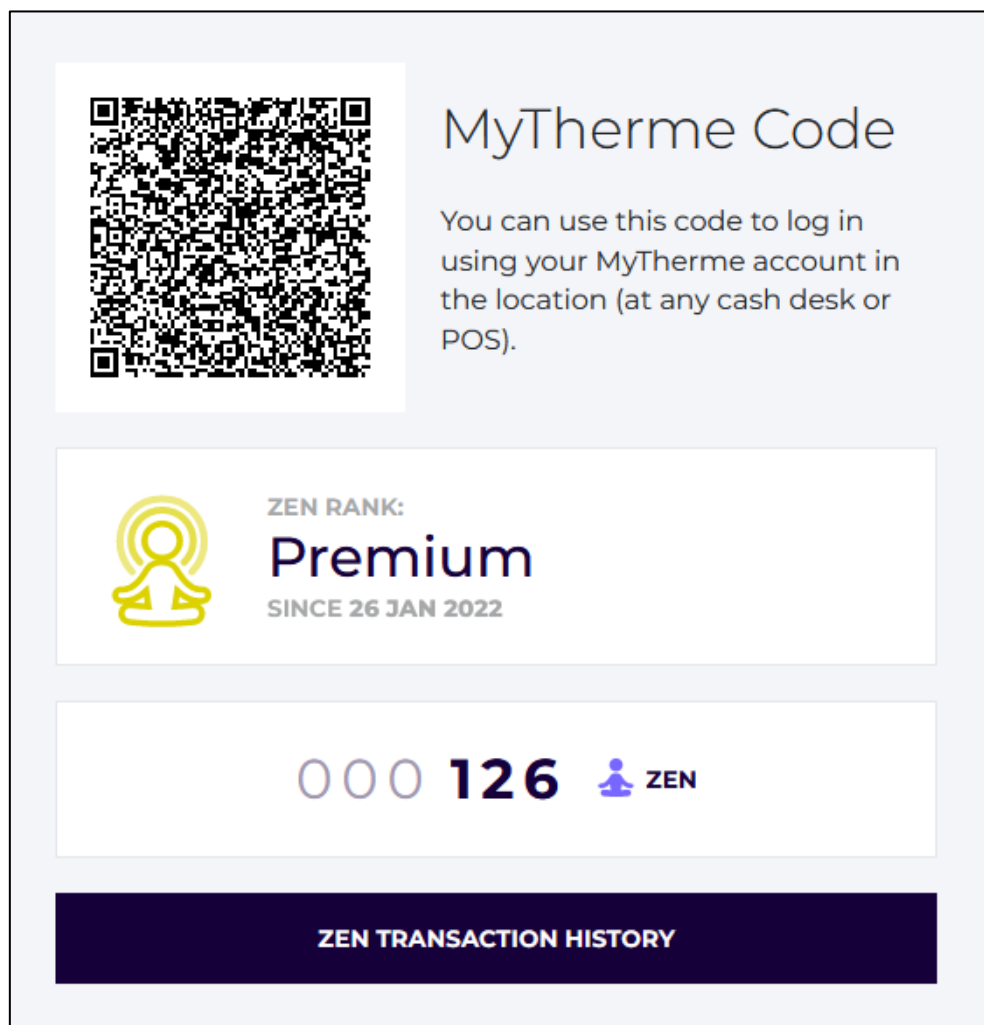 MyTherme Code
You can use this code to log in
using your MyTherme account in
the location (at any cash desk or
POS).
ZEN RANK:
Premium
SINCE 26 JAN 2022
000 126 ZEN
ZEN TRANSACTION HISTORY